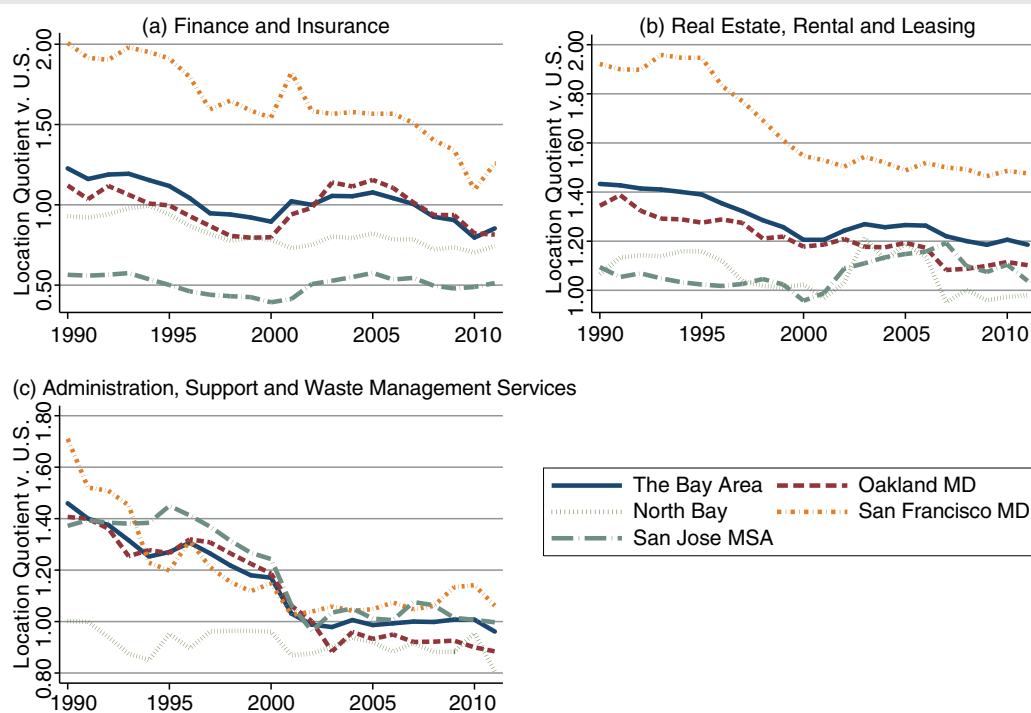 (a) Finance and Insurance
Location Quotient v. U.S.
2.00
1.50
1.00
0.50
1990 1995 2000 2005 2010
(b) Real Estate, Rental and Leasing
Location Quotient v. U.S.
2.00
1.80
1.60
1.40
1.20
1.00
1990 1995 2000 2005 2010
(c) Administration, Support and Waste Management Services
Location Quotient v. U.S.
1.80
1.60
1.40
1.20
1.00
0.80
1990 1995 2000 2005 2010
The Bay Area Oakland MD
North Bay San Francisco MD
San Jose MSA